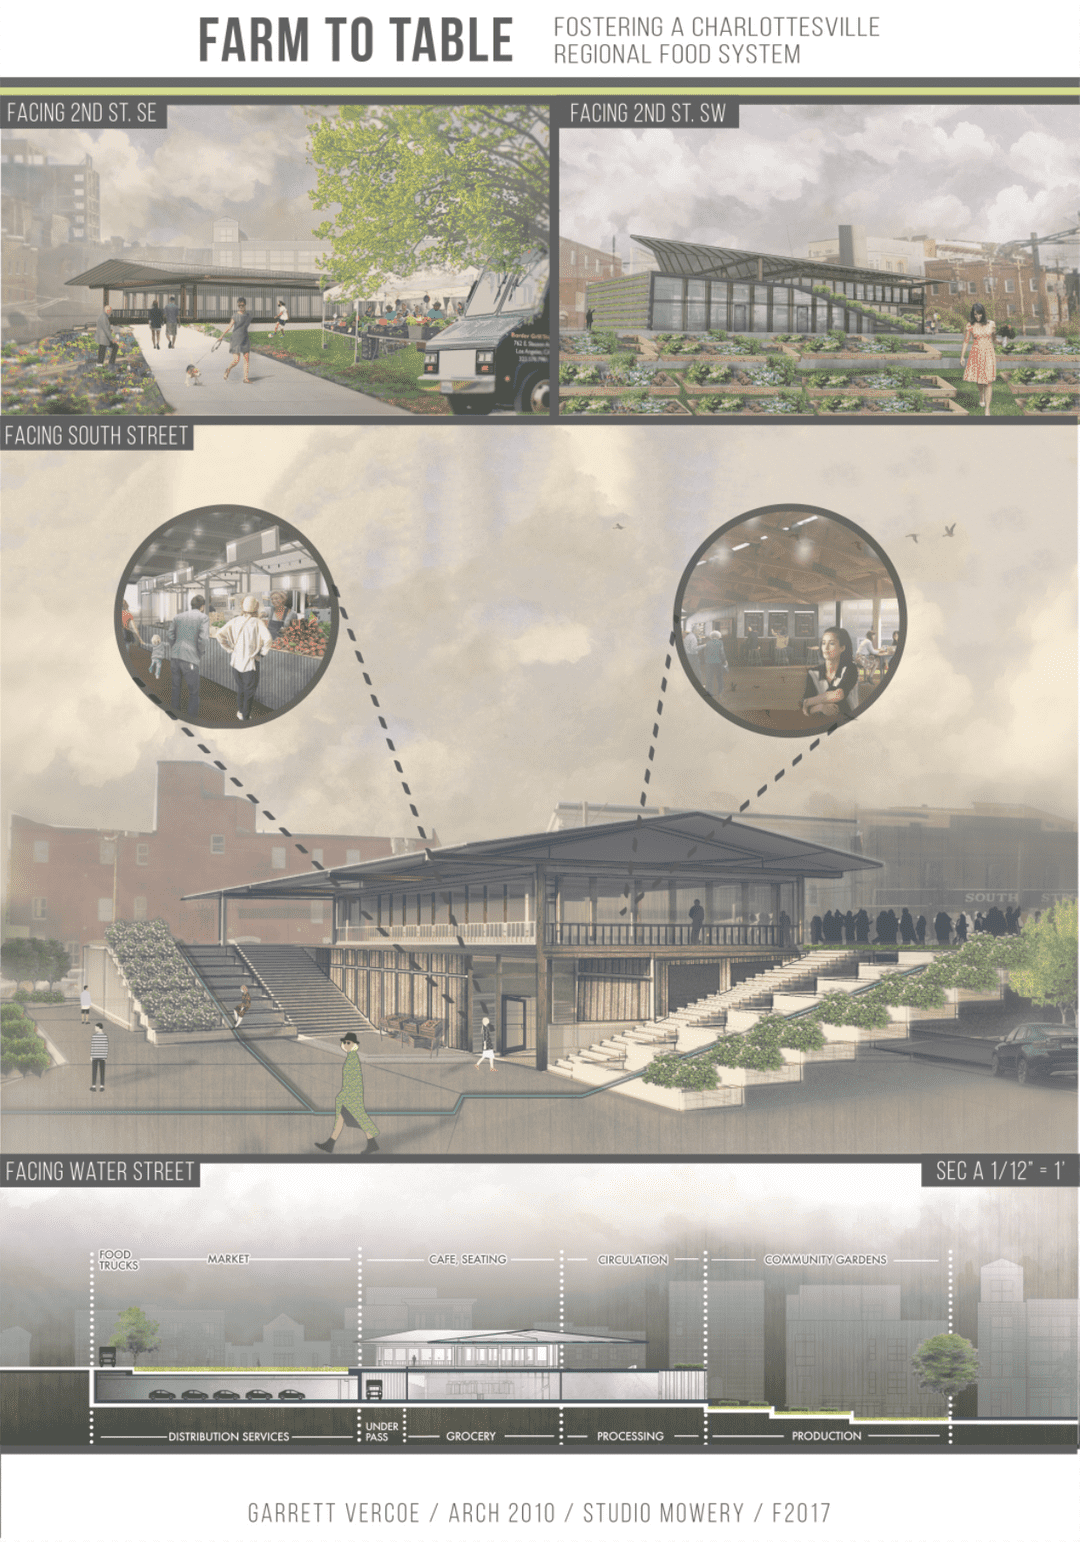 FARM TO TABLE
FOSTERING A CHARLOTTESVILLE
REGIONAL FOOD SYSTEM
FACING 2ND ST. SE
FACING 2ND ST. SW
FACING SOUTH STREET
SOUTH
FACING WATER STREET
SEC A 1/12" = 1'
FOOD
TRUCKS
MARKET
CAFE, SEATING
CIRCULATION
COMMUNITY GARDENS
DISTRIBUTION SERVICES
UNDER
PASS
GROCERY
PROCESSING
PRODUCTION
GARRETT VERCOE / ARCH 2010 / STUDIO MOWERY / F2017